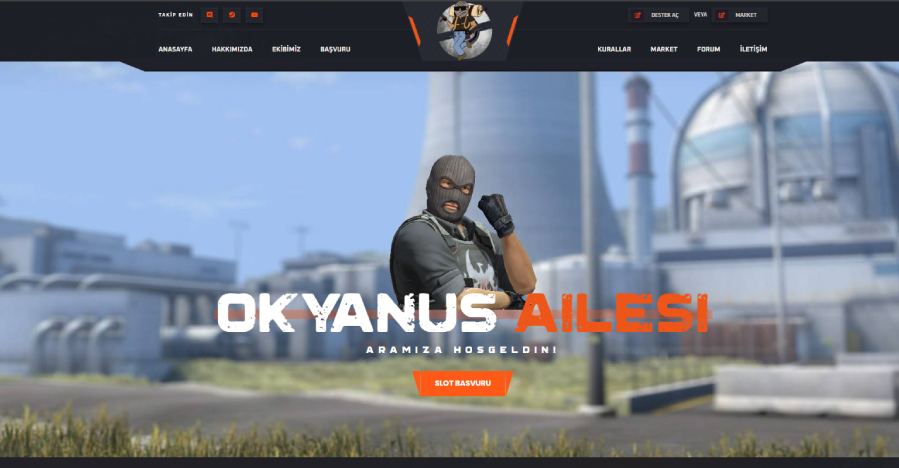 TAKİP EDİN
DESTEK AÇ VEYA MARKET
ANASAYFA HAKKIMIZDA EKİBİMİZ BAŞVURU
KURALLAR MARKET FORUM İLETİŞİM
OKYANUS AILESI
ARAMIZA HOSGELDINI
SLOT BASVURU